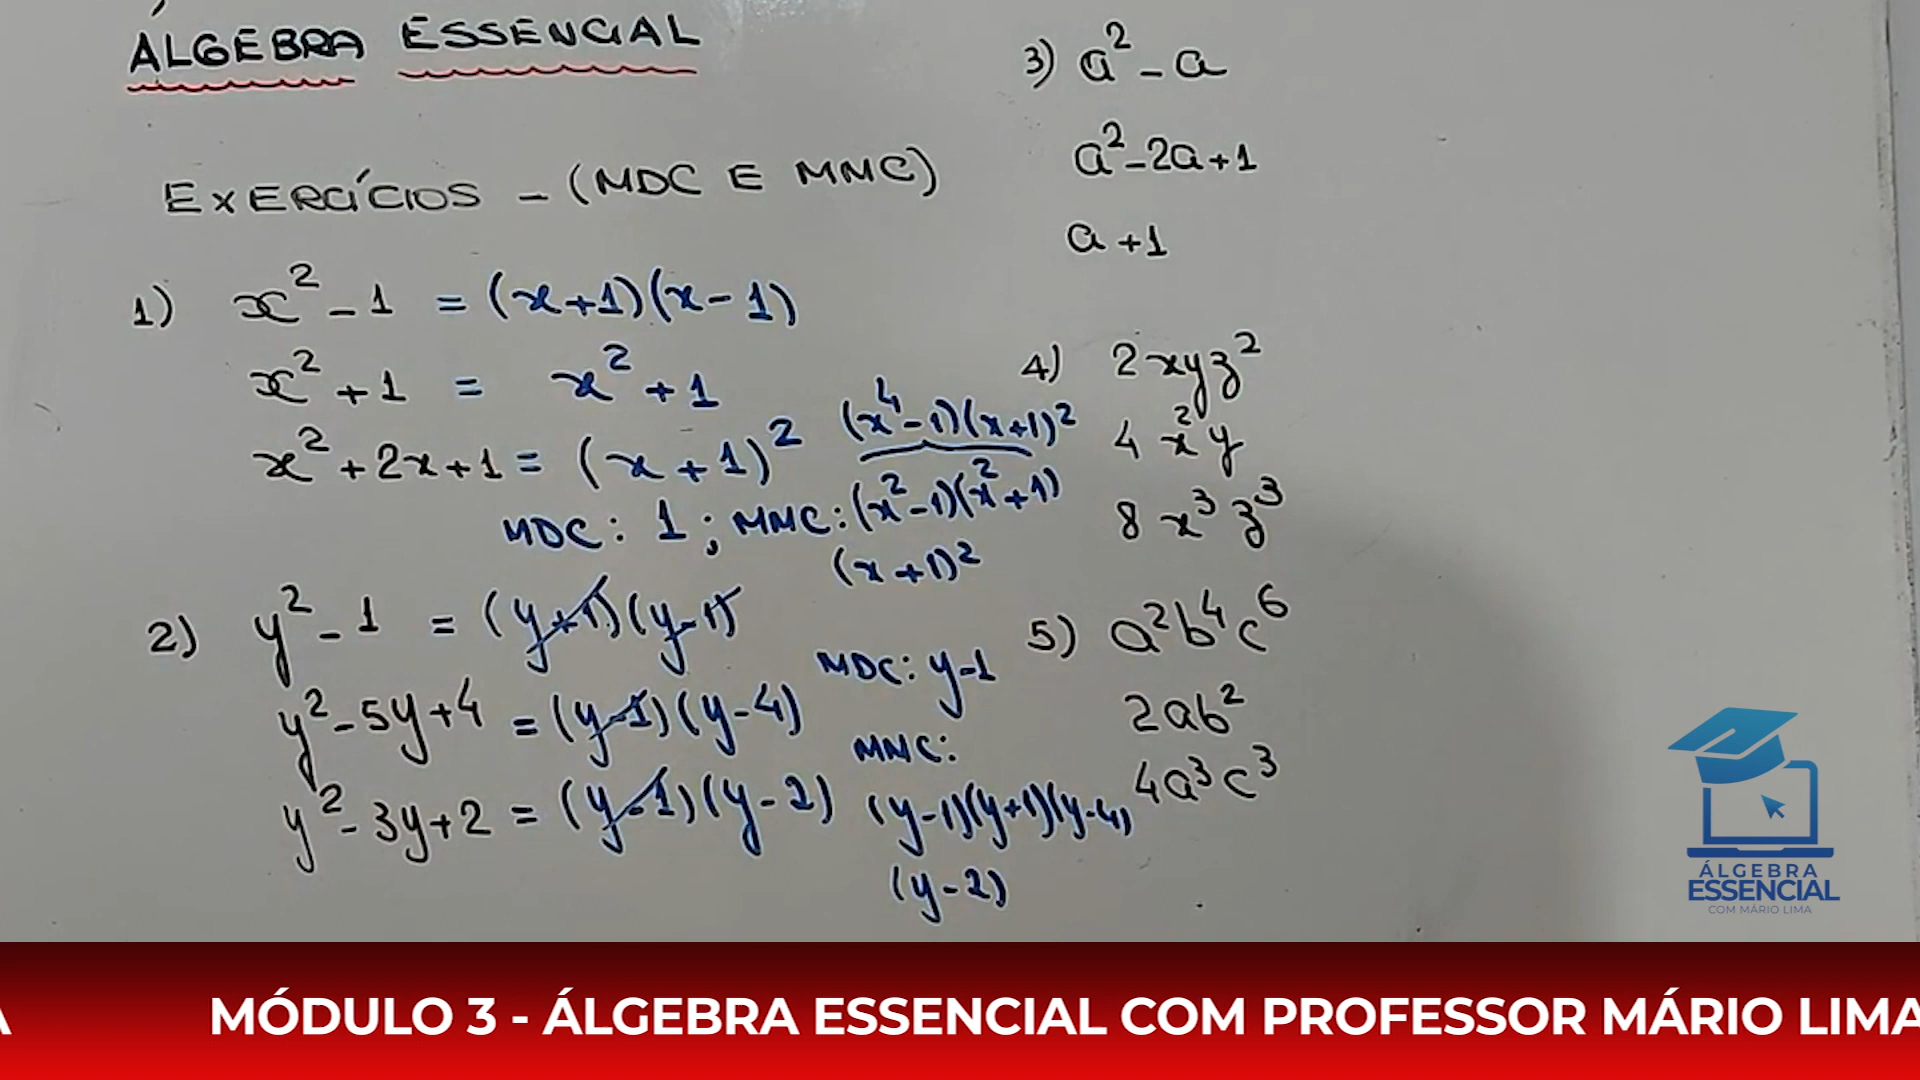 ÁLGEBRA ESSENCIAL
EXERCÍCIOS - (MDC E MMC)
1) x² - 1 = (x+1)(x-1)
x² + 1 = x² + 1
x² + 2x + 1 = (x+1)² (x⁴-1)(x+1)²
MDC: 1 ; MMC: (x²-1)(x²+1)
(x+1)²
2) y² - 1 = (y+1)(y-1)
y² - 5y + 4 = (y-1)(y-4)
y² - 3y + 2 = (y-1)(y-2)
MDC: y-1
MMC:
(y-1)(y+1)(y-4)
(y-2)
3) a² - a
a² - 2a + 1
a + 1
4) 2xyz²
4x²y
8x³z³
5) a²b⁴c⁶
2ab²
4a³c³
ÁLGEBRA
ESSENCIAL
COM MÁRIO LIMA
A MÓDULO 3 - ÁLGEBRA ESSENCIAL COM PROFESSOR MÁRIO LIMA